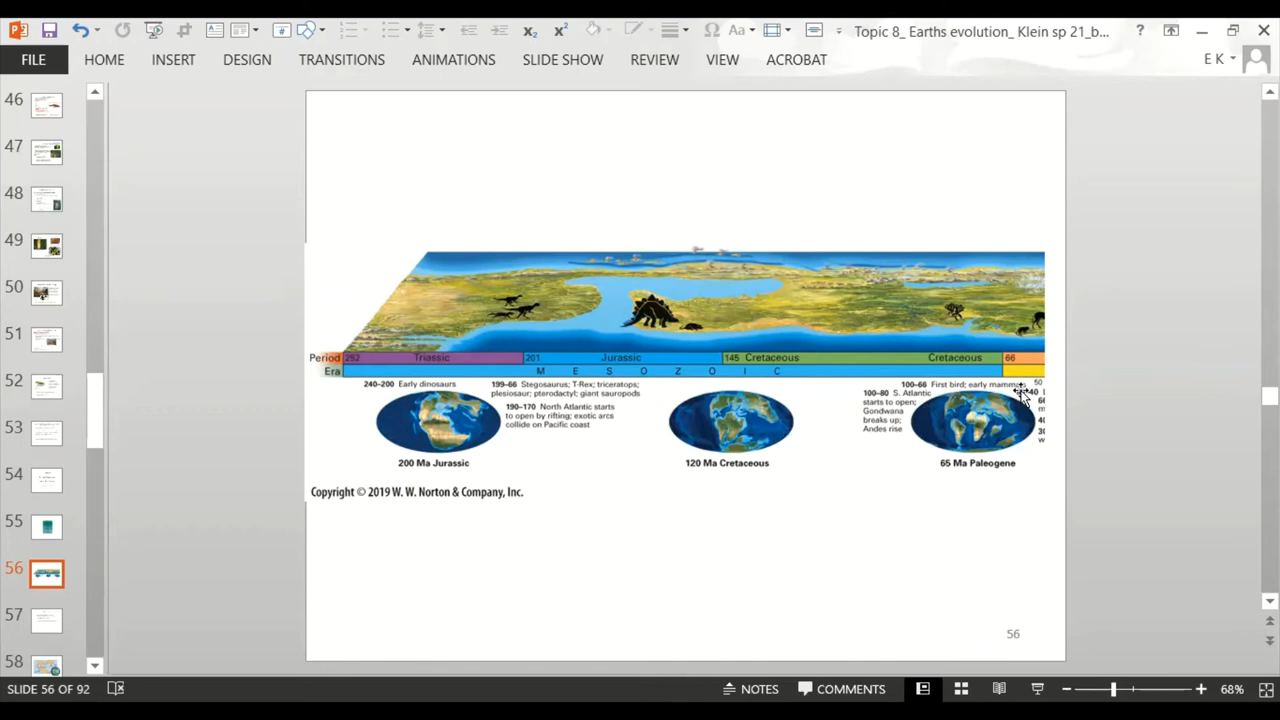 Topic 8_ Earths evolution_ Klein sp 21_b...
FILE HOME INSERT DESIGN TRANSITIONS ANIMATIONS SLIDE SHOW REVIEW VIEW ACROBAT E K
46
47
48
49
50
51
52
53
54
55
56
57
58
Period 252 Triassic 201 Jurassic 145 Cretaceous Cretaceous 66
Era M E S O Z O I C
240–200 Early dinosaurs
199–66 Stegosaurus; T-Rex; triceratops;
plesiosaur; pterodactyl; giant sauropods
190–170 North Atlantic starts
to open by rifting; exotic arcs
collide on Pacific coast
100–66 First bird; early mammals
50
100–80 S. Atlantic
starts to open;
Gondwana
breaks up;
Andes rise
200 Ma Jurassic
120 Ma Cretaceous
65 Ma Paleogene
Copyright © 2019 W. W. Norton & Company, Inc.
56
SLIDE 56 OF 92 NOTES COMMENTS 68%